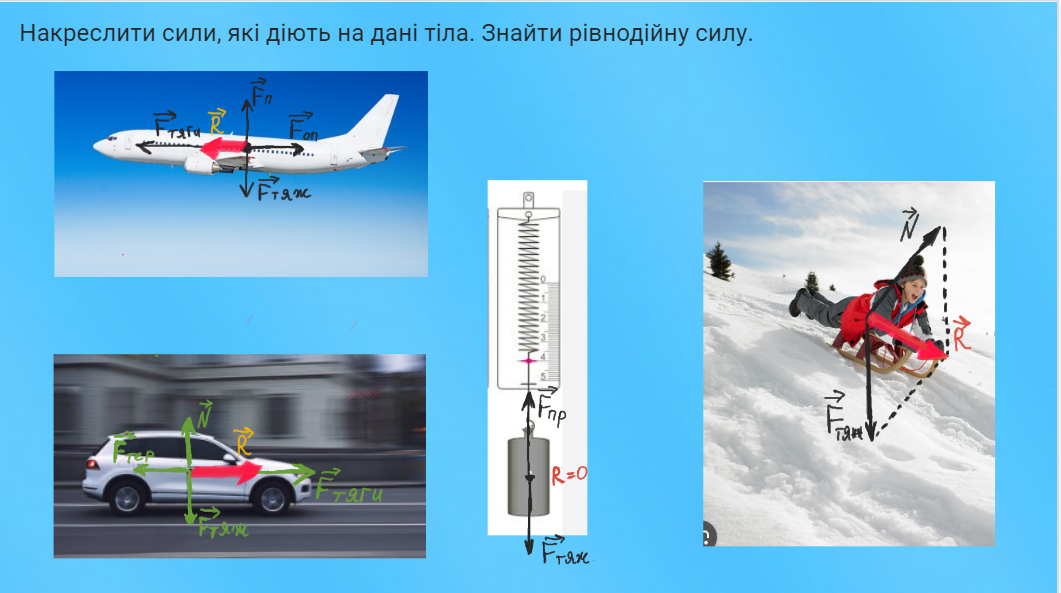 Накреслити сили, які діють на дані тіла. Знайти рівнодійну силу.
Fп
Fтяги R Fоп
Fтяж
0
1
2
3
4
5
Fпр
R=0
Fтяж
N
R
Fтяж
N
R
Fтер
Fтяги
Fтяж